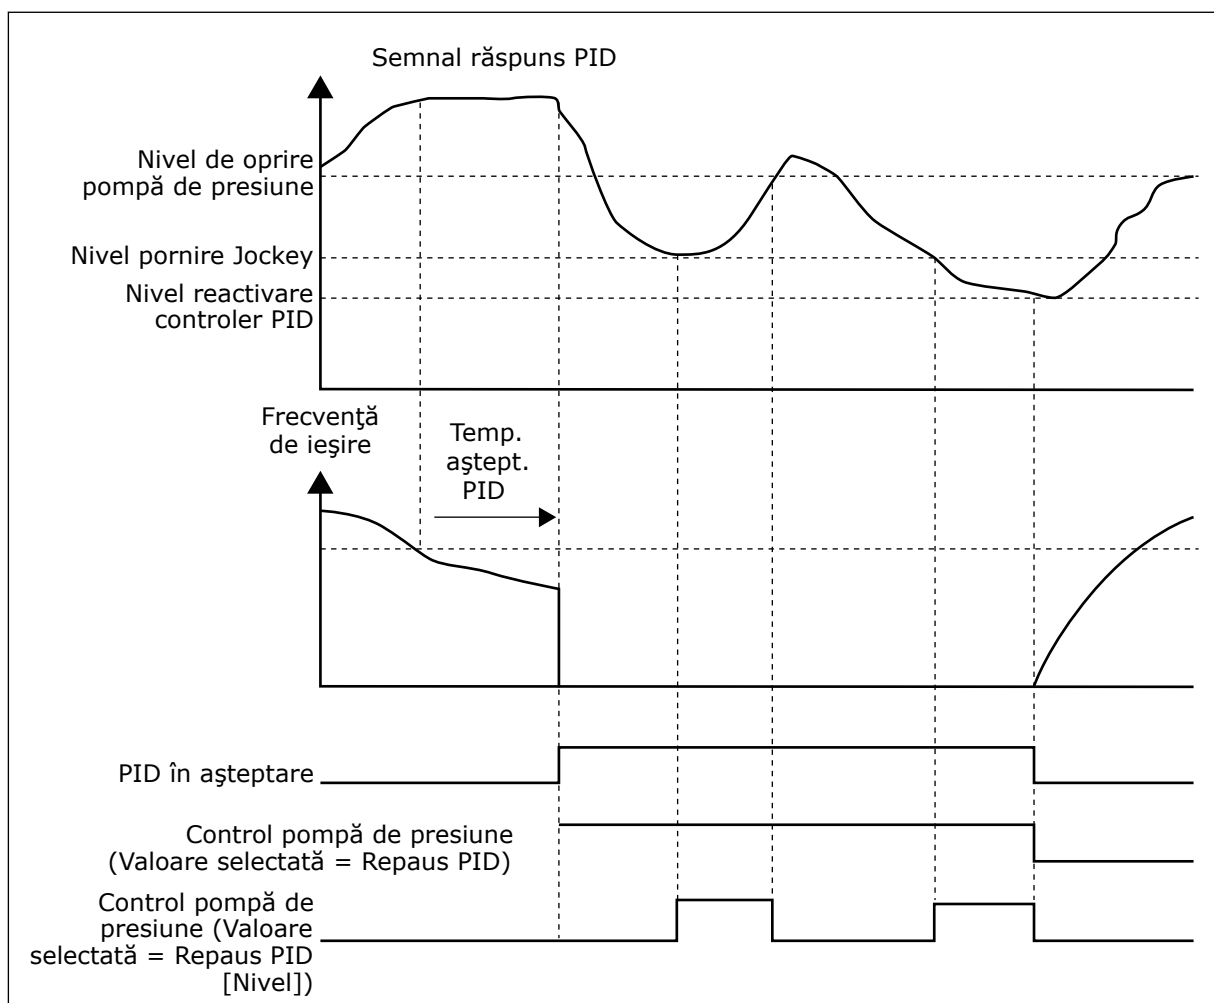 Semnal răspuns PID
Nivel de oprire
pompă de presiune
Nivel pornire Jockey
Nivel reactivare
controler PID
Frecvenţă
de ieşire
Temp.
aştept.
PID
PID în aşteptare
Control pompă de presiune
(Valoare selectată = Repaus PID)
Control pompă de
presiune (Valoare
selectată = Repaus PID
[Nivel])